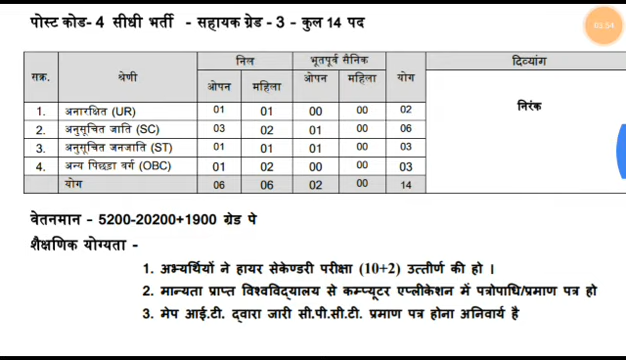 पोस्ट कोड- 4 सीधी भर्ती - सहायक ग्रेड - 3 - कुल 14 पद
03:54
सक्र. श्रेणी निल भूतपूर्व सैनिक योग दिव्यांग
ओपन महिला ओपन महिला
1. अनारक्षित (UR) 01 01 00 00 02 निरंक
2. अनुसूचित जाति (SC) 03 02 01 00 06
3. अनुसूचित जनजाति (ST) 01 01 01 00 03
4. अन्य पिछड़ा वर्ग (OBC) 01 02 00 00 03
योग 06 06 02 00 14
वेतनमान - 5200-20200+1900 ग्रेड पे
शैक्षणिक योग्यता -
1. अभ्यर्थियों ने हायर सेकेण्डरी परीक्षा (10+2) उत्तीर्ण की हो ।
2. मान्यता प्राप्त विश्वविद्यालय से कम्प्यूटर एप्लीकेशन में पत्रोपाधि/प्रमाण पत्र हो
3. मेप आई.टी. द्वारा जारी सी.पी.सी.टी. प्रमाण पत्र होना अनिवार्य है